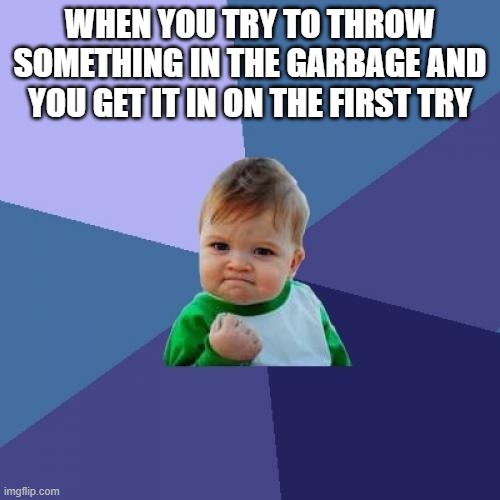 WHEN YOU TRY TO THROW
SOMETHING IN THE GARBAGE AND
YOU GET IT IN ON THE FIRST TRY
imgflip.com